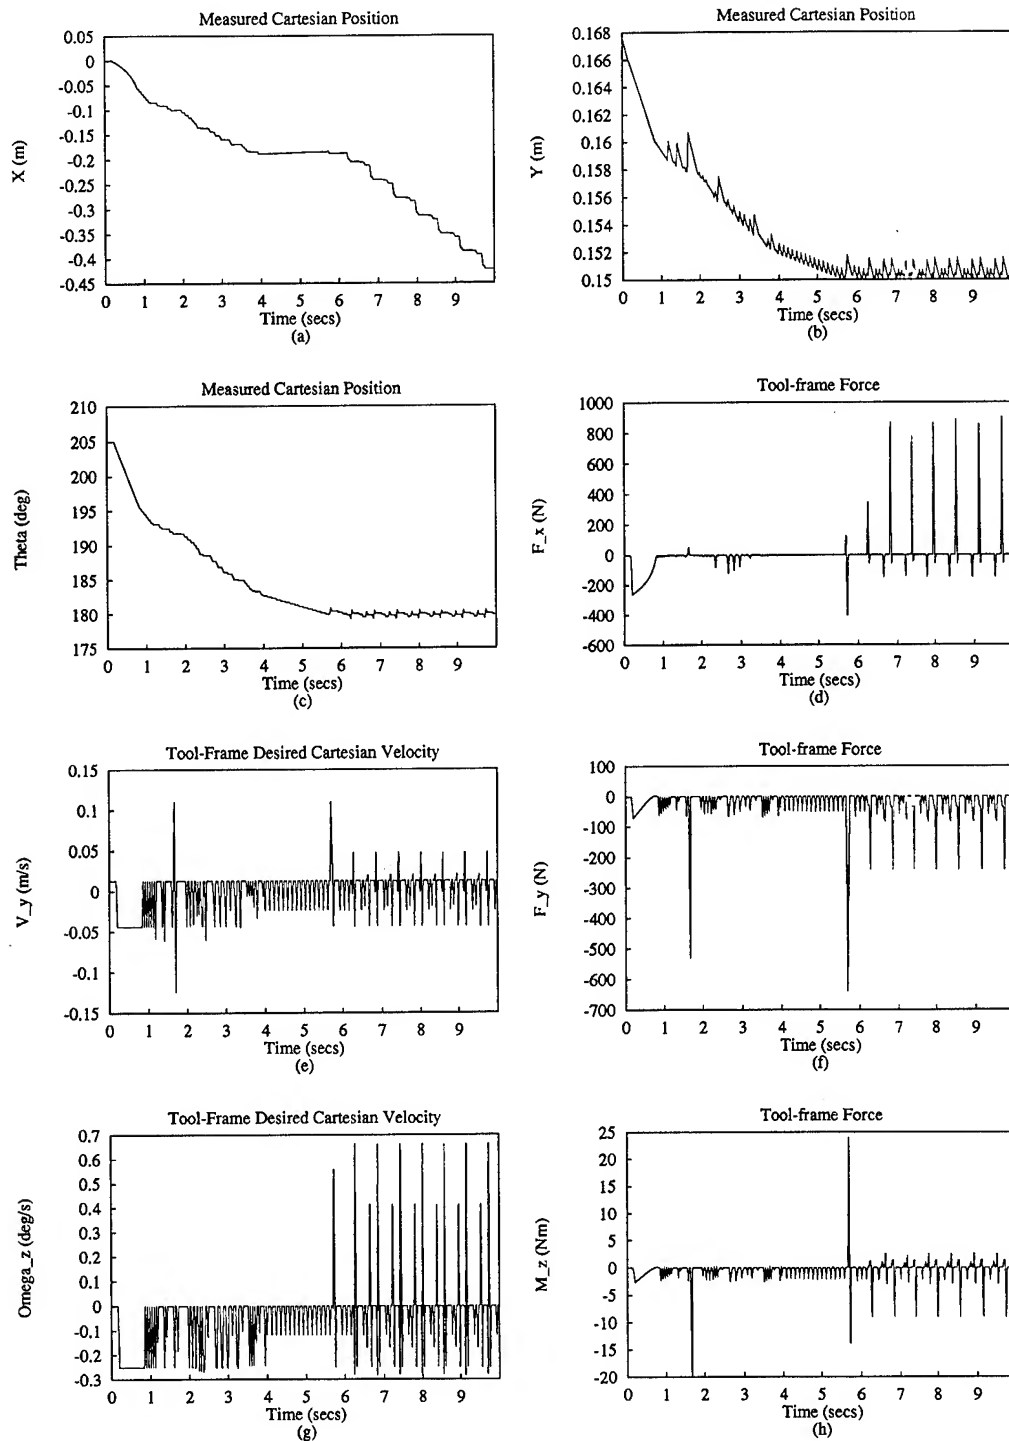 Measured Cartesian Position
0.05
0
-0.05
-0.1
-0.15
-0.2
-0.25
-0.3
-0.35
-0.4
-0.45
X (m)
0 1 2 3 4 5 6 7 8 9
Time (secs)
(a)
Measured Cartesian Position
0.168
0.166
0.164
0.162
0.16
0.158
0.156
0.154
0.152
0.15
Y (m)
0 1 2 3 4 5 6 7 8 9
Time (secs)
(b)
Measured Cartesian Position
210
205
200
195
190
185
180
175
Theta (deg)
0 1 2 3 4 5 6 7 8 9
Time (secs)
(c)
Tool-frame Force
1000
800
600
400
200
0
-200
-400
-600
F_x (N)
0 1 2 3 4 5 6 7 8 9
Time (secs)
(d)
Tool-Frame Desired Cartesian Velocity
0.15
0.1
0.05
0
-0.05
-0.1
-0.15
V_y (m/s)
0 1 2 3 4 5 6 7 8 9
Time (secs)
(e)
Tool-frame Force
100
0
-100
-200
-300
-400
-500
-600
-700
F_y (N)
0 1 2 3 4 5 6 7 8 9
Time (secs)
(f)
Tool-Frame Desired Cartesian Velocity
0.7
0.6
0.5
0.4
0.3
0.2
0.1
0
-0.1
-0.2
-0.3
Omega_z (deg/s)
0 1 2 3 4 5 6 7 8 9
Time (secs)
(g)
Tool-frame Force
25
20
15
10
5
0
-5
-10
-15
-20
M_z (Nm)
0 1 2 3 4 5 6 7 8 9
Time (secs)
(h)